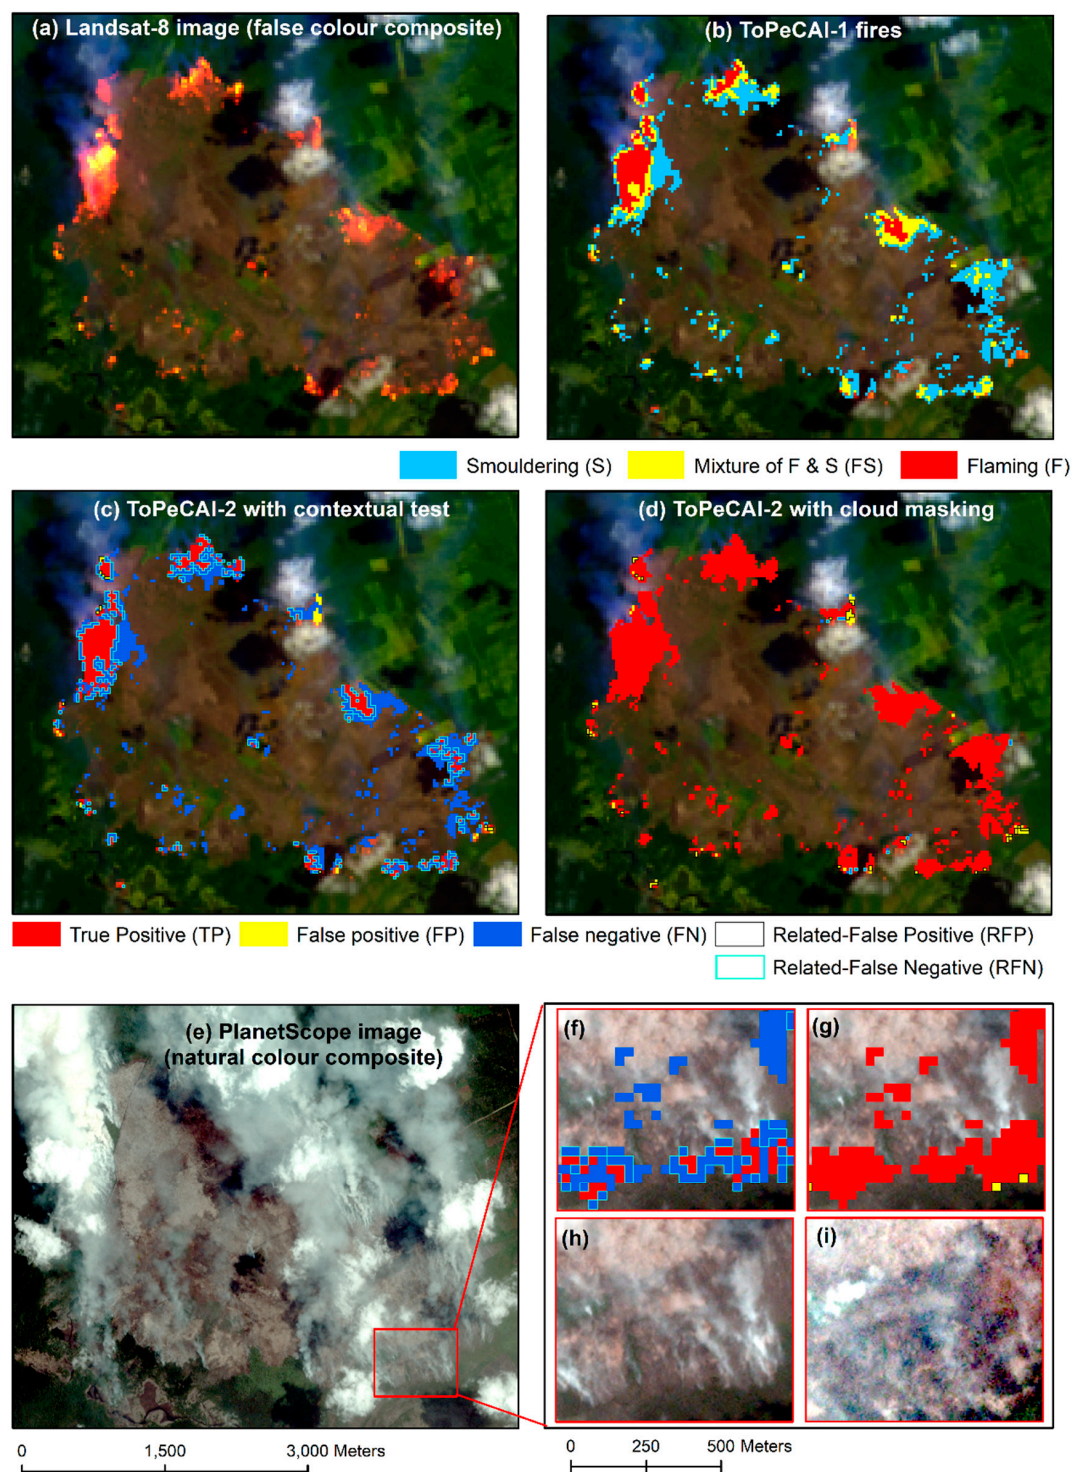 (a) Landsat-8 image (false colour composite)
(b) ToPeCAI-1 fires
Smouldering (S)
Mixture of F & S (FS)
Flaming (F)
(c) ToPeCAI-2 with contextual test
(d) ToPeCAI-2 with cloud masking
True Positive (TP)
False positive (FP)
False negative (FN)
Related-False Positive (RFP)
Related-False Negative (RFN)
(e) PlanetScope image
(natural colour composite)
(f)
(g)
(h)
(i)
0 1,500 3,000 Meters
0 250 500 Meters